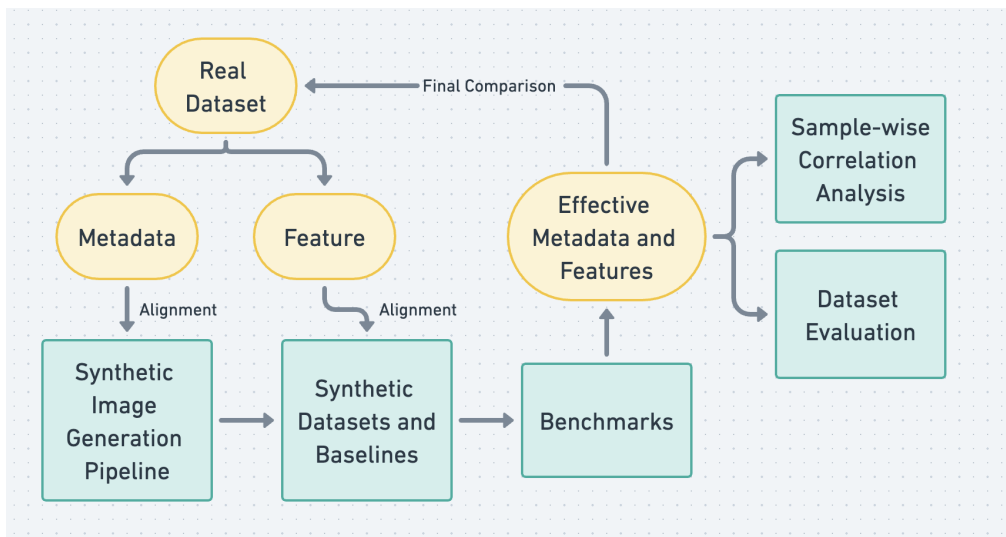 Real
Dataset
Final Comparison
Sample-wise
Correlation
Analysis
Metadata
Feature
Effective
Metadata and
Features
Alignment
Alignment
Dataset
Evaluation
Synthetic
Image
Generation
Pipeline
Synthetic
Datasets and
Baselines
Benchmarks